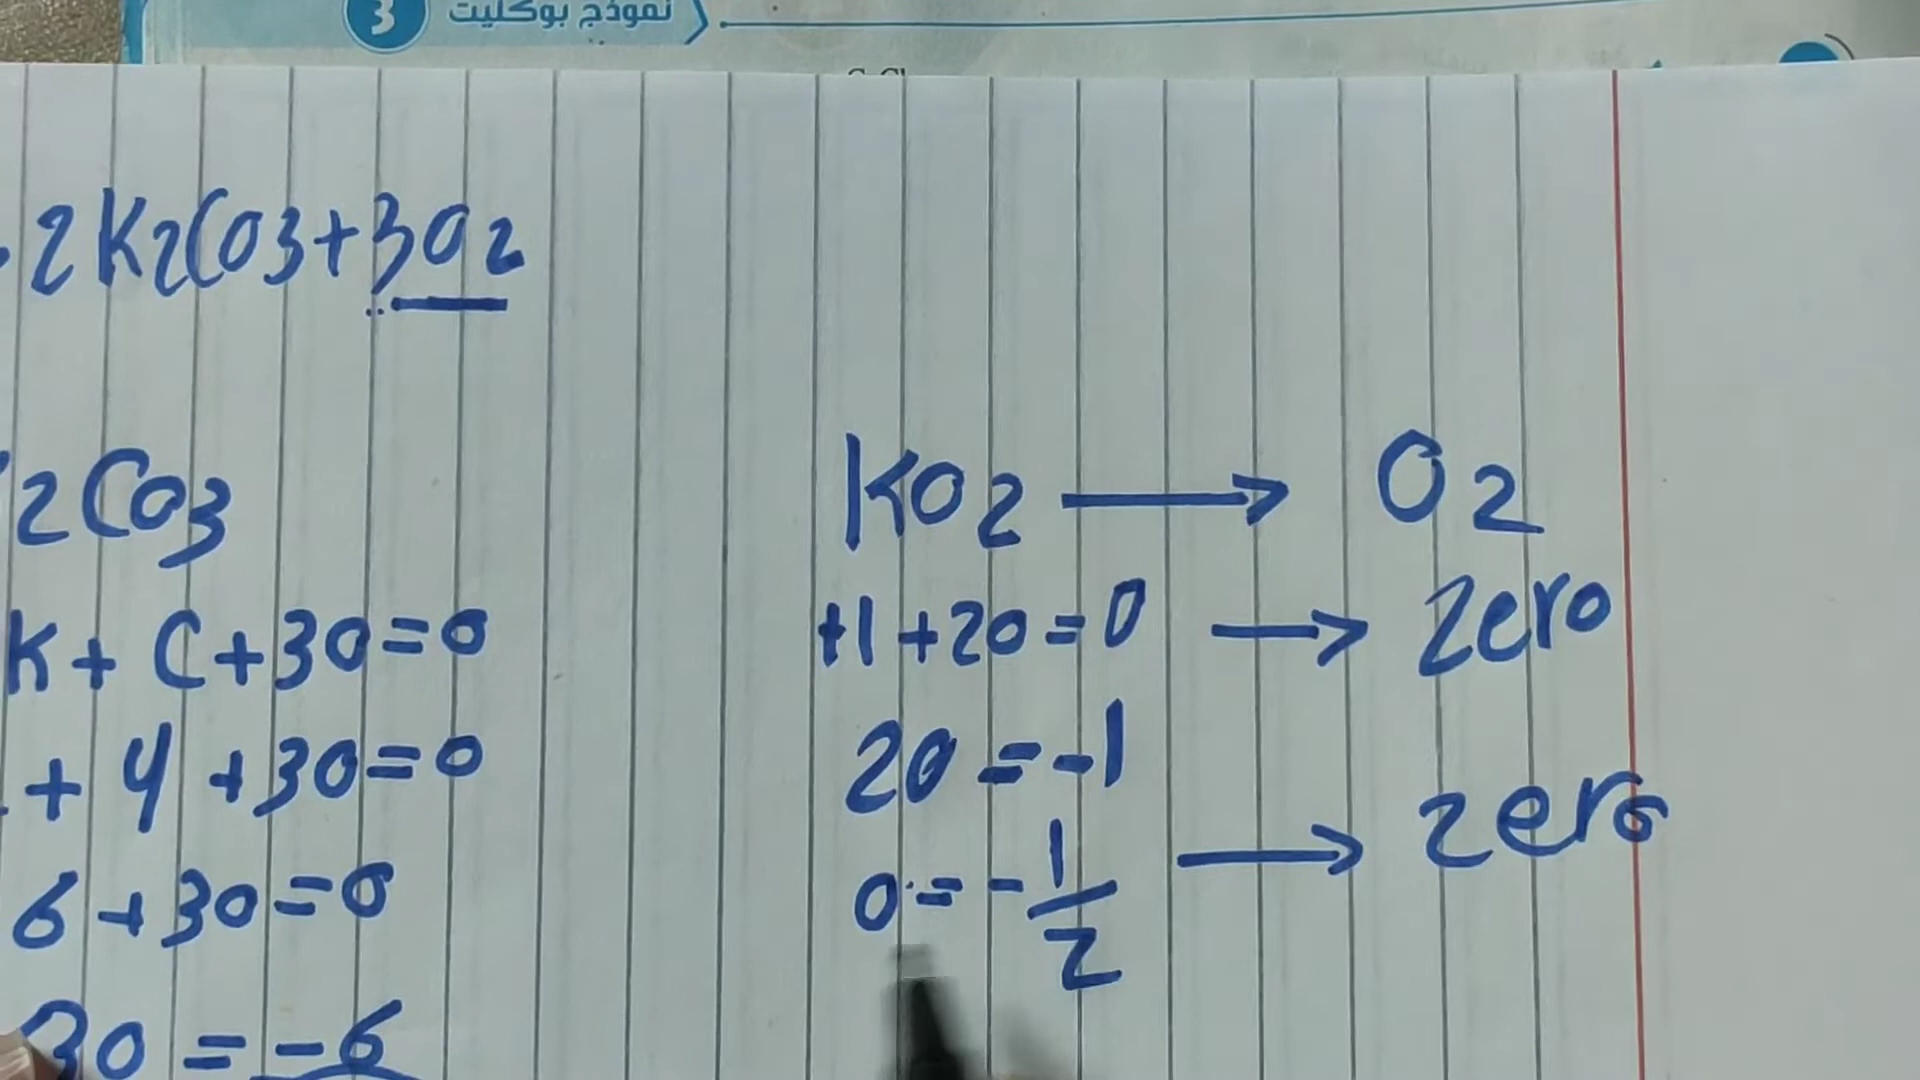 3 نموذج بوكليت
2K2CO3+3O2
2CO3
K+C+3O=0
+4+3O=0
6+3O=0
3O=-6
KO2 → O2
+1+2O=0 → Zero
2O=-1
O=-1/2 → Zero